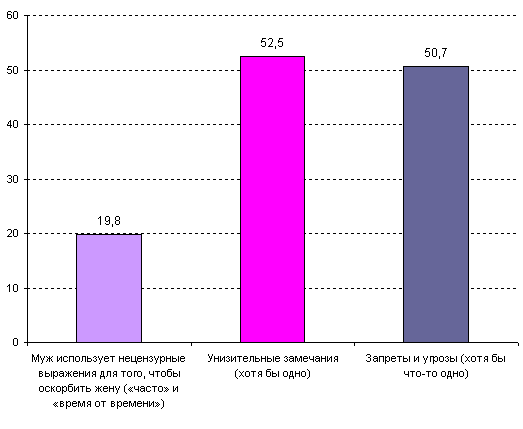 60
50
40
30
20
10
0
19,8
52,5
50,7
Муж использует нецензурные
выражения для того, чтобы
оскорбить жену («часто» и
«время от времени»)
Унизительные замечания
(хотя бы одно)
Запреты и угрозы (хотя бы
что-то одно)